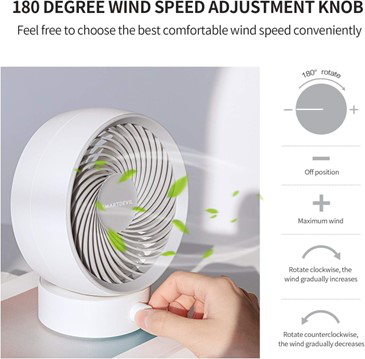 180 DEGREE WIND SPEED ADJUSTMENT KNOB
Feel free to choose the best comfortable wind speed conveniently
180° rotate
− +
SMARTDEVIL
Off position
Maximum wind
Rotate clockwise, the
wind gradually increases
Rotate counterclockwise,
the wind gradually decreases